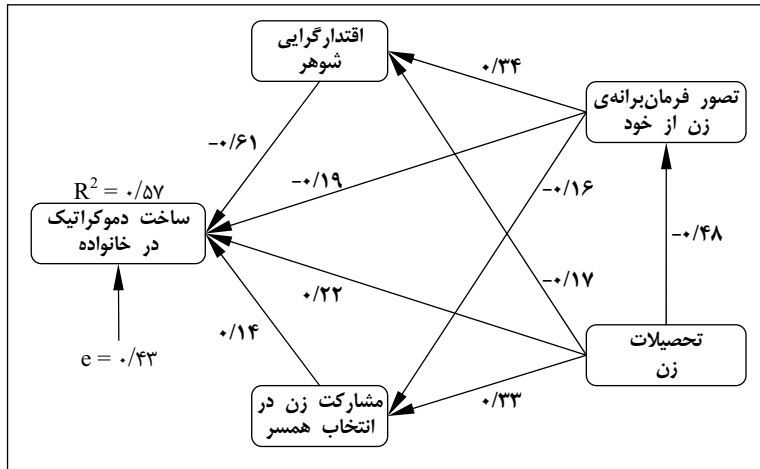 اقتدارگرایی
شوهر
۰/۳۴
تصور فرمان‌برانه‌ی
زن از خود
−۰/۶۱
−۰/۱۹
−۰/۱۶
R² = ۰/۵۷
ساخت دموکراتیک
در خانواده
−۰/۴۸
−۰/۱۷
۰/۲۲
۰/۱۴
تحصیلات
زن
e = ۰/۴۳
۰/۳۳
مشارکت زن در
انتخاب همسر